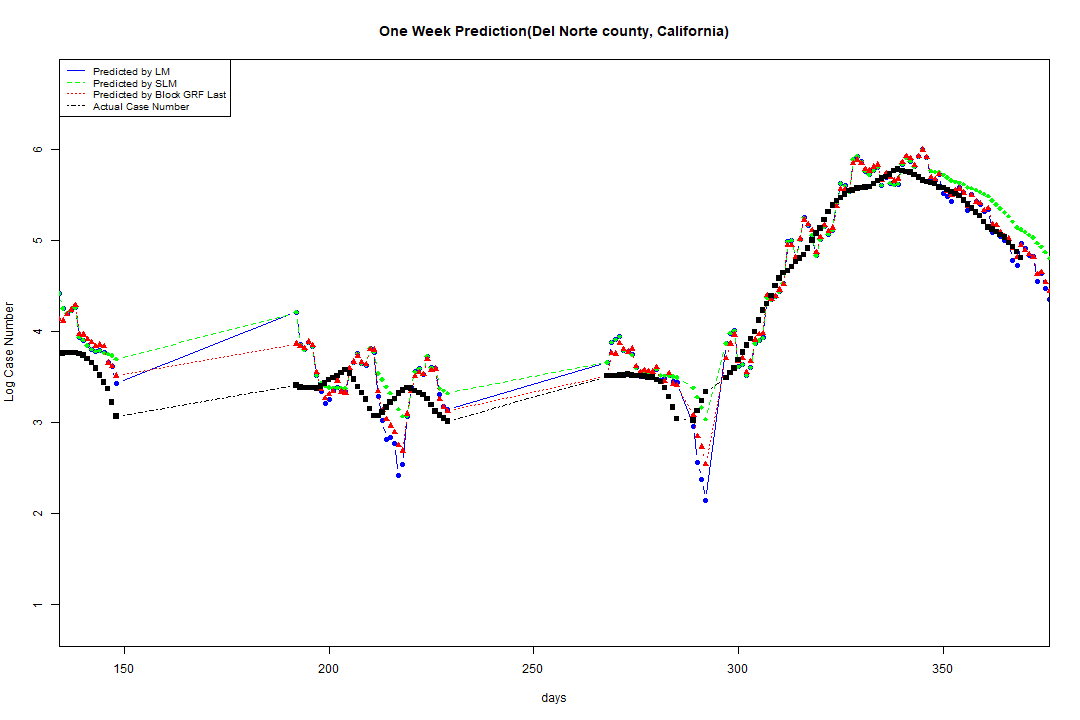 One Week Prediction(Del Norte county, California)
Predicted by LM
Predicted by SLM
Predicted by Block GRF Last
Actual Case Number
6
5
4
3
2
1
Log Case Number
150 200 250 300 350
days